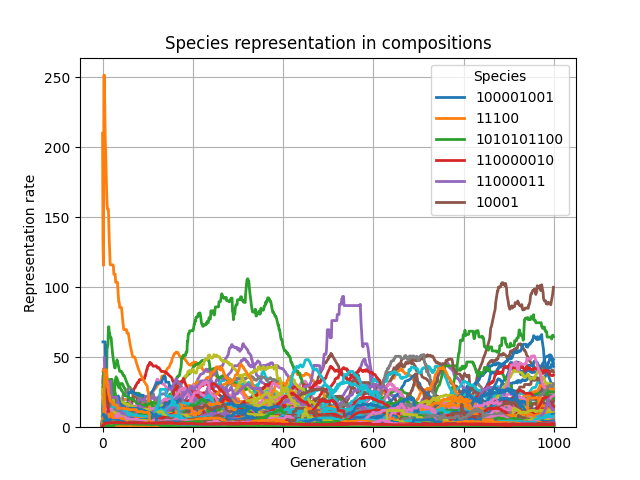 Species representation in compositions
Representation rate
250
200
150
100
50
0
Species
100001001
11100
1010101100
110000010
11000011
10001
0 200 400 600 800 1000
Generation